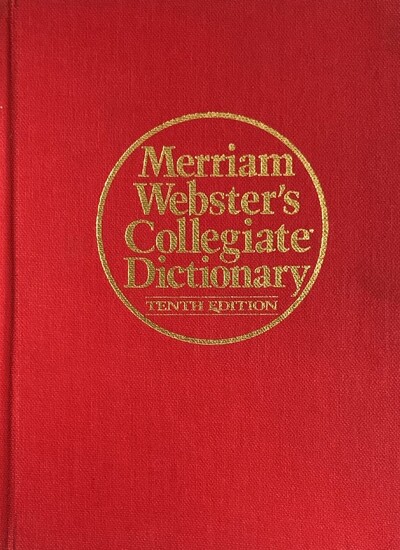 Merriam
Webster's
Collegiate®
Dictionary
TENTH EDITION